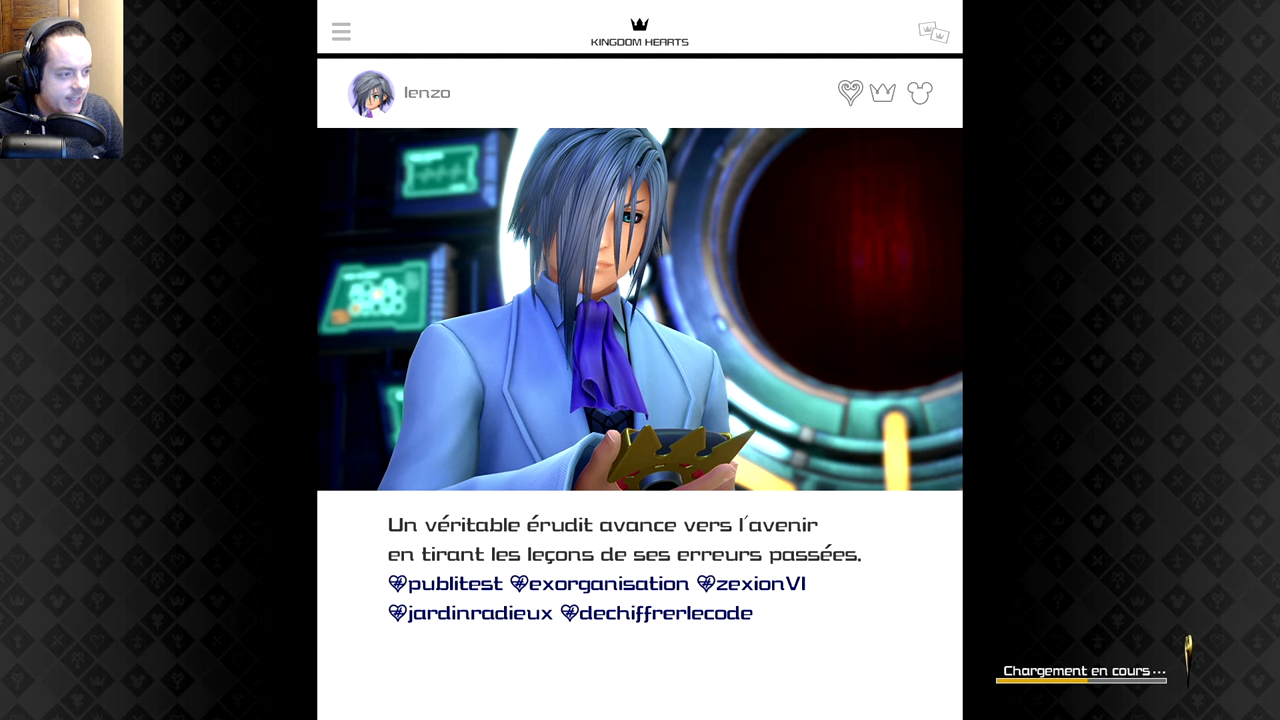 KINGDOM HEARTS
Ienzo
Un véritable érudit avance vers l'avenir
en tirant les leçons de ses erreurs passées.
publitest exorganisation zexionVI
jardinradieux dechiffrerlecode
Chargement en cours...